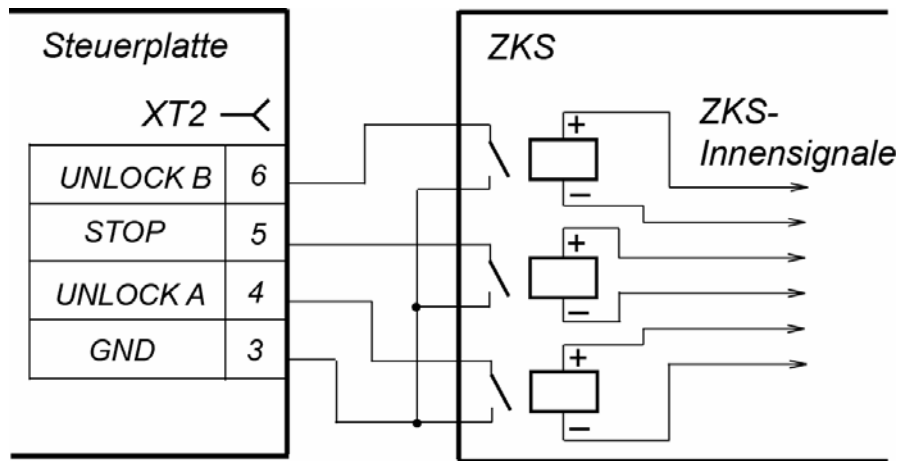 Steuerplatte
XT2
UNLOCK B 6
STOP 5
UNLOCK A 4
GND 3
ZKS
+
−
+
−
+
−
ZKS-
Innensignale